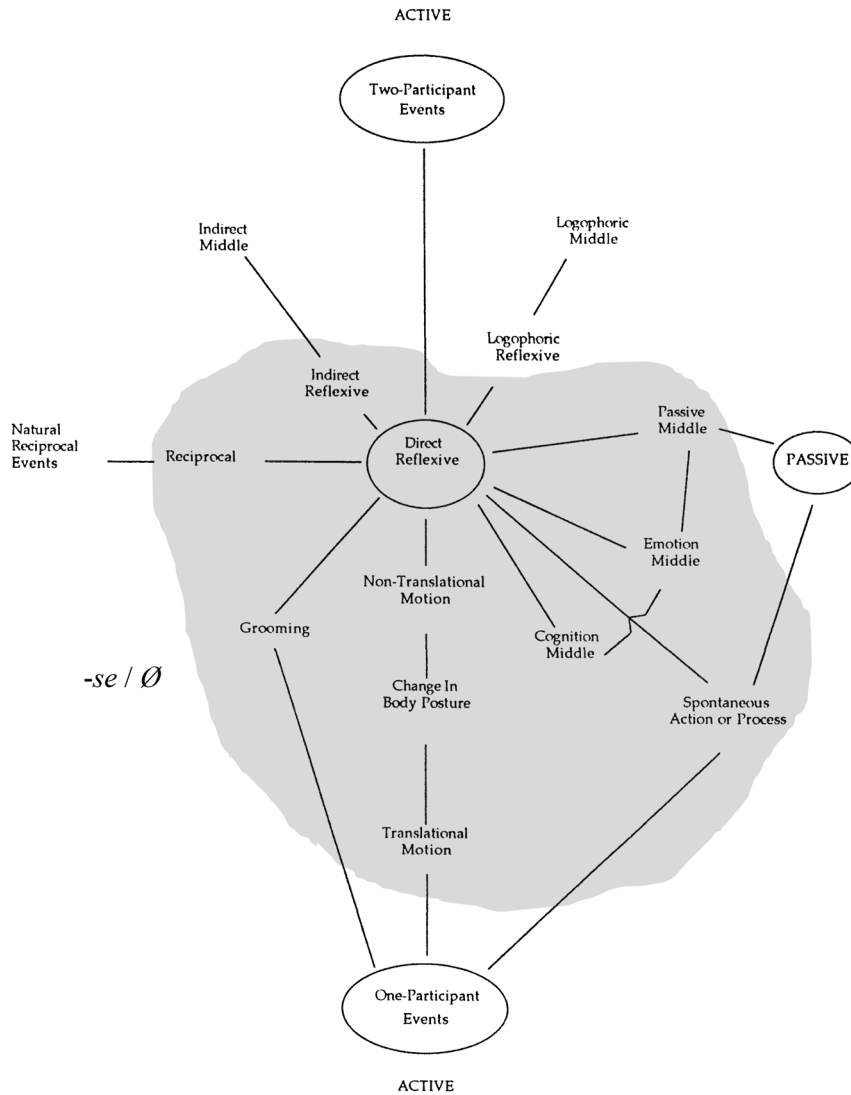 ACTIVE
Two-Participant
Events
Indirect
Middle
Logophoric
Middle
Logophoric
Reflexive
Indirect
Reflexive
Natural
Reciprocal
Events
Reciprocal
Direct
Reflexive
Passive
Middle
PASSIVE
Non-Translational
Motion
Emotion
Middle
Grooming
Cognition
Middle
-se / Ø
Change In
Body Posture
Spontaneous
Action or Process
Translational
Motion
One-Participant
Events
ACTIVE